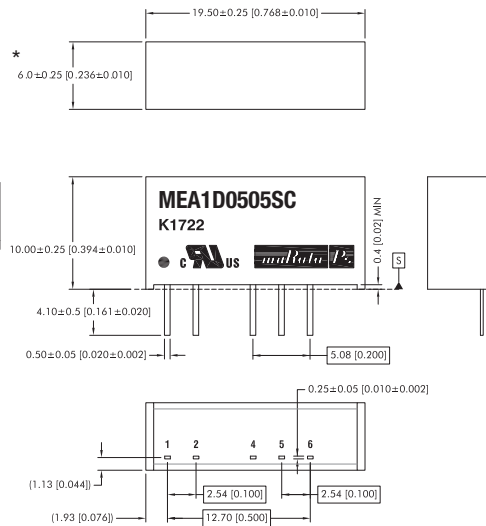 19.50±0.25 [0.768±0.010]
*
6.0±0.25 [0.236±0.010]
MEA1D0505SC
K1722
C US
muRata Ps
10.00±0.25 [0.394±0.010]
0.4 [0.02] MIN
S
4.10±0.5 [0.161±0.020]
0.50±0.05 [0.020±0.002]
5.08 [0.200]
0.25±0.05 [0.010±0.002]
1 2 4 5 6
(1.13 [0.044])
2.54 [0.100] 2.54 [0.100]
(1.93 [0.076]) 12.70 [0.500]